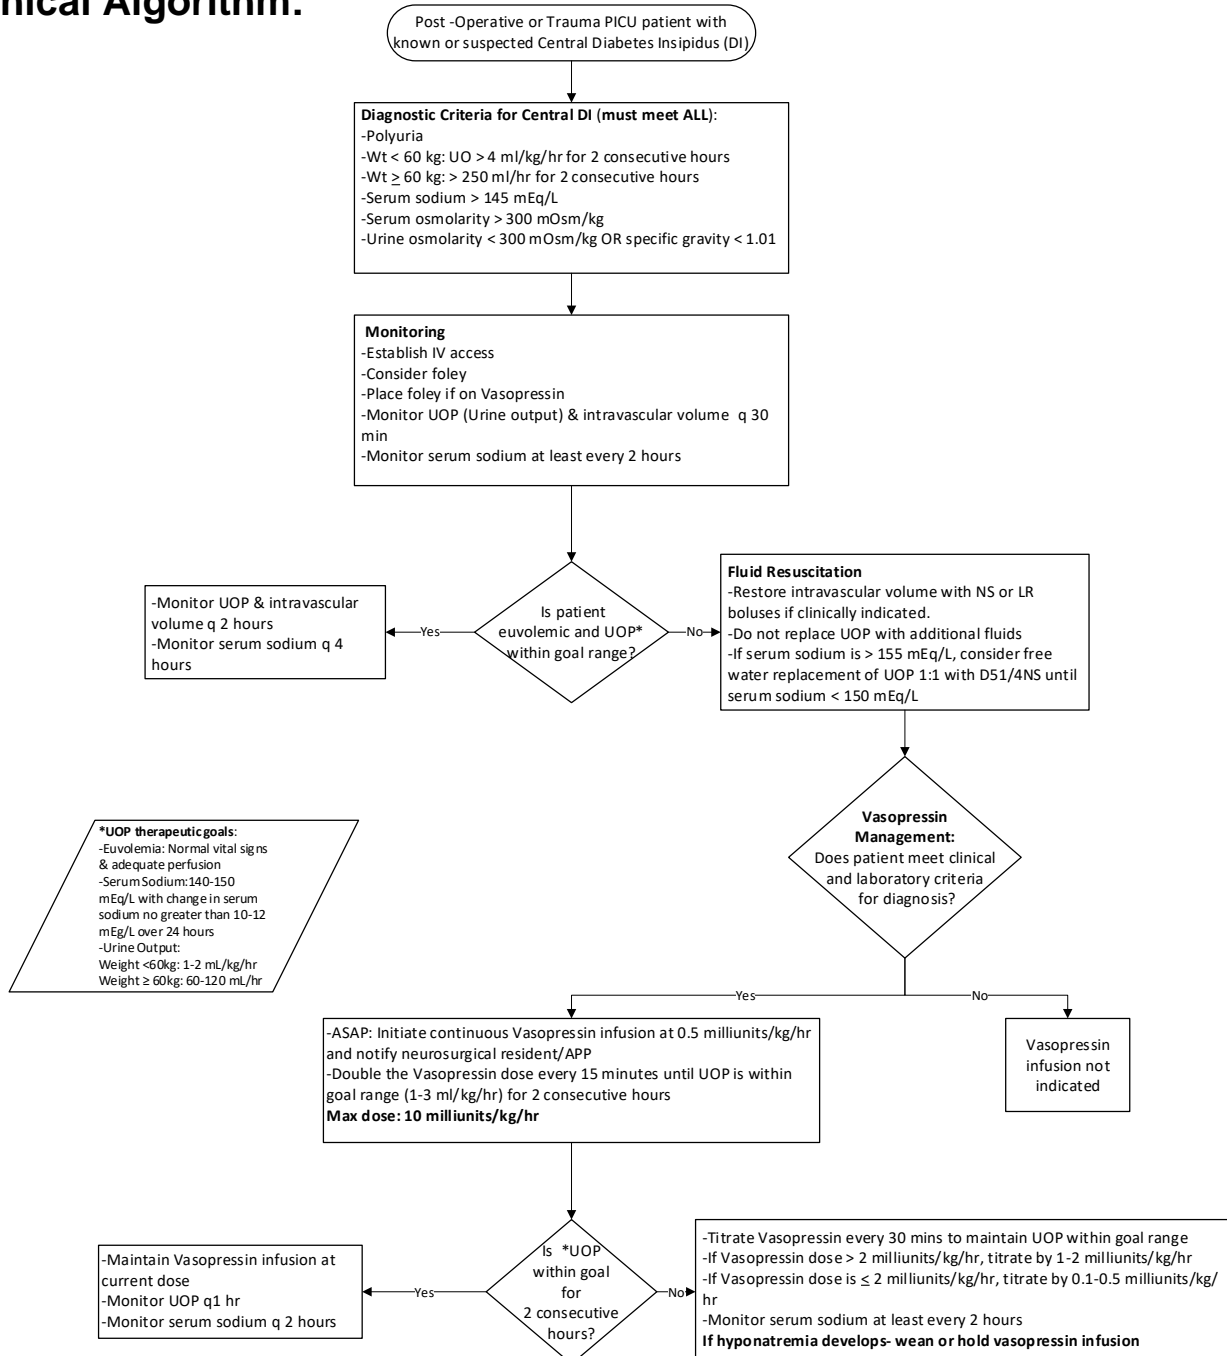 nical Algorithm:
Post -Operative or Trauma PICU patient with
known or suspected Central Diabetes Insipidus (DI)
Diagnostic Criteria for Central DI (must meet ALL):
-Polyuria
-Wt < 60 kg: UO > 4 ml/kg/hr for 2 consecutive hours
-Wt ≥ 60 kg: > 250 ml/hr for 2 consecutive hours
-Serum sodium > 145 mEq/L
-Serum osmolarity > 300 mOsm/kg
-Urine osmolarity < 300 mOsm/kg OR specific gravity < 1.01
Monitoring
-Establish IV access
-Consider foley
-Place foley if on Vasopressin
-Monitor UOP (Urine output) & intravascular volume q 30
min
-Monitor serum sodium at least every 2 hours
Is patient
euvolemic and UOP*
within goal range?
Yes
No
-Monitor UOP & intravascular
volume q 2 hours
-Monitor serum sodium q 4
hours
Fluid Resuscitation
-Restore intravascular volume with NS or LR
boluses if clinically indicated.
-Do not replace UOP with additional fluids
-If serum sodium is > 155 mEq/L, consider free
water replacement of UOP 1:1 with D51/4NS until
serum sodium < 150 mEq/L
Vasopressin
Management:
Does patient meet clinical
and laboratory criteria
for diagnosis?
*UOP therapeutic goals:
-Euvolemia: Normal vital signs
& adequate perfusion
-Serum Sodium:140-150
mEq/L with change in serum
sodium no greater than 10-12
mEg/L over 24 hours
-Urine Output:
Weight <60kg: 1-2 mL/kg/hr
Weight ≥ 60kg: 60-120 mL/hr
Yes
No
-ASAP: Initiate continuous Vasopressin infusion at 0.5 milliunits/kg/hr
and notify neurosurgical resident/APP
-Double the Vasopressin dose every 15 minutes until UOP is within
goal range (1-3 ml/kg/hr) for 2 consecutive hours
Max dose: 10 milliunits/kg/hr
Vasopressin
infusion not
indicated
Is *UOP
within goal
for
2 consecutive
hours?
Yes
No
-Maintain Vasopressin infusion at
current dose
-Monitor UOP q1 hr
-Monitor serum sodium q 2 hours
-Titrate Vasopressin every 30 mins to maintain UOP within goal range
-If Vasopressin dose > 2 milliunits/kg/hr, titrate by 1-2 milliunits/kg/hr
-If Vasopressin dose is ≤ 2 milliunits/kg/hr, titrate by 0.1-0.5 milliunits/kg/
hr
-Monitor serum sodium at least every 2 hours
If hyponatremia develops- wean or hold vasopressin infusion